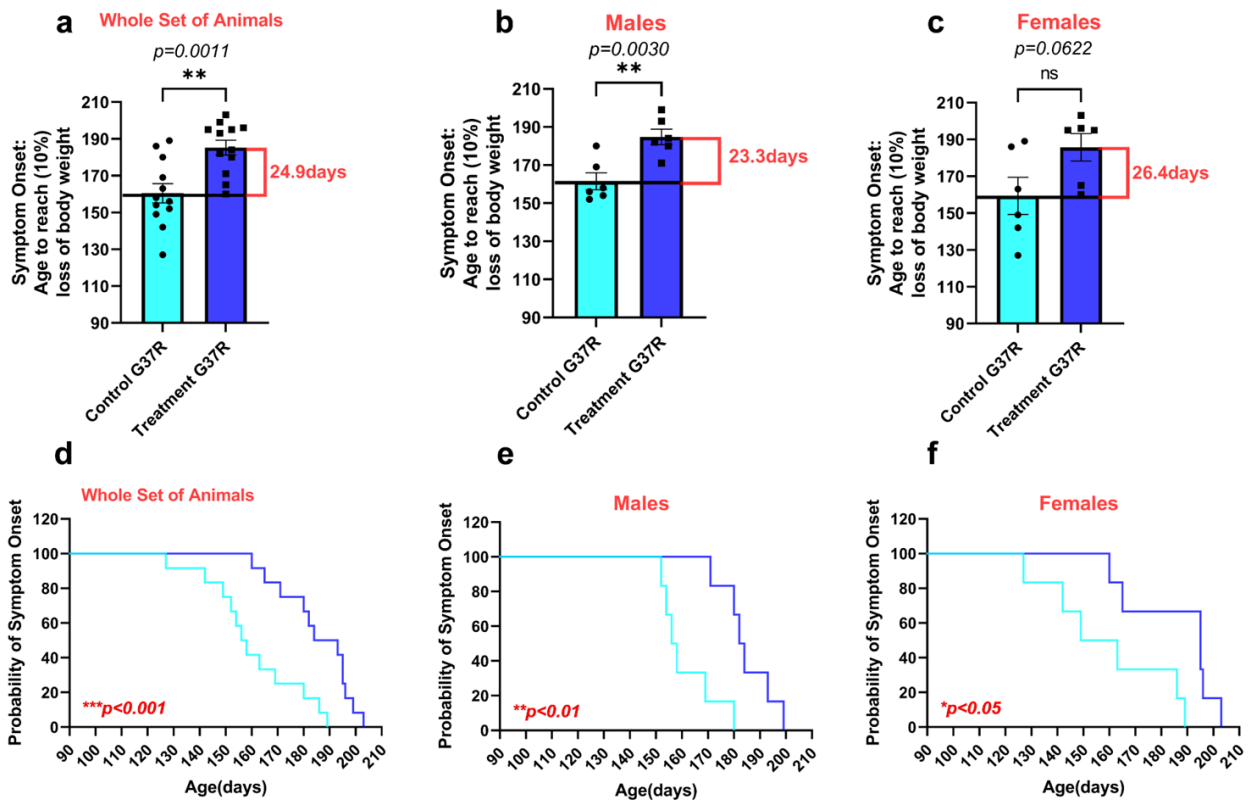 a
Whole Set of Animals
p=0.0011
**
Symptom Onset:
Age to reach (10%)
loss of body weight
210
190
170
150
130
110
90
24.9days
Control G37R
Treatment G37R
b
Males
p=0.0030
**
Symptom Onset:
Age to reach (10%)
loss of body weight
210
190
170
150
130
110
90
23.3days
Control G37R
Treatment G37R
c
Females
p=0.0622
ns
Symptom Onset:
Age to reach (10%)
loss of body weight
210
190
170
150
130
110
90
26.4days
Control G37R
Treatment G37R
d
Whole Set of Animals
Probability of Symptom Onset
120
100
80
60
40
20
0
***p<0.001
90 100 110 120 130 140 150 160 170 180 190 200 210
Age(days)
e
Males
Probability of Symptom Onset
120
100
80
60
40
20
0
**p<0.01
90 100 110 120 130 140 150 160 170 180 190 200 210
Age(days)
f
Females
Probability of Symptom Onset
120
100
80
60
40
20
0
*p<0.05
90 100 110 120 130 140 150 160 170 180 190 200 210
Age(days)